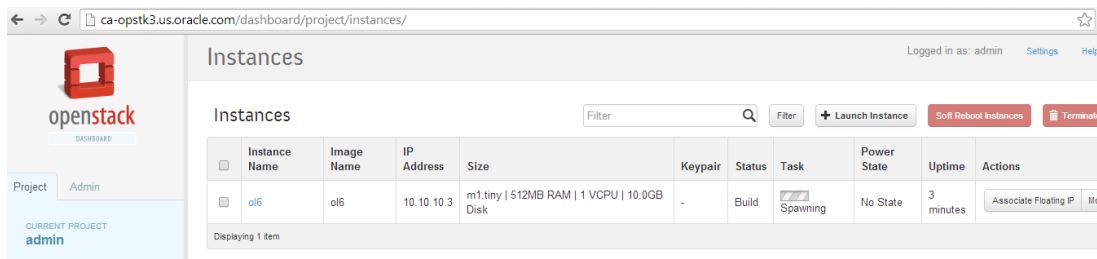 ca-opstk3.us.oracle.com/dashboard/project/instances/
openstack
DASHBOARD
Project Admin
CURRENT PROJECT
admin
Instances
Logged in as: admin Settings Help
Instances
Filter Filter + Launch Instance Soft Reboot Instances Terminate
Instance Name Image Name IP Address Size Keypair Status Task Power State Uptime Actions
ol6 ol6 10.10.10.3 m1.tiny | 512MB RAM | 1 VCPU | 10.0GB Disk - Build Spawning No State 3 minutes Associate Floating IP Mo
Displaying 1 item